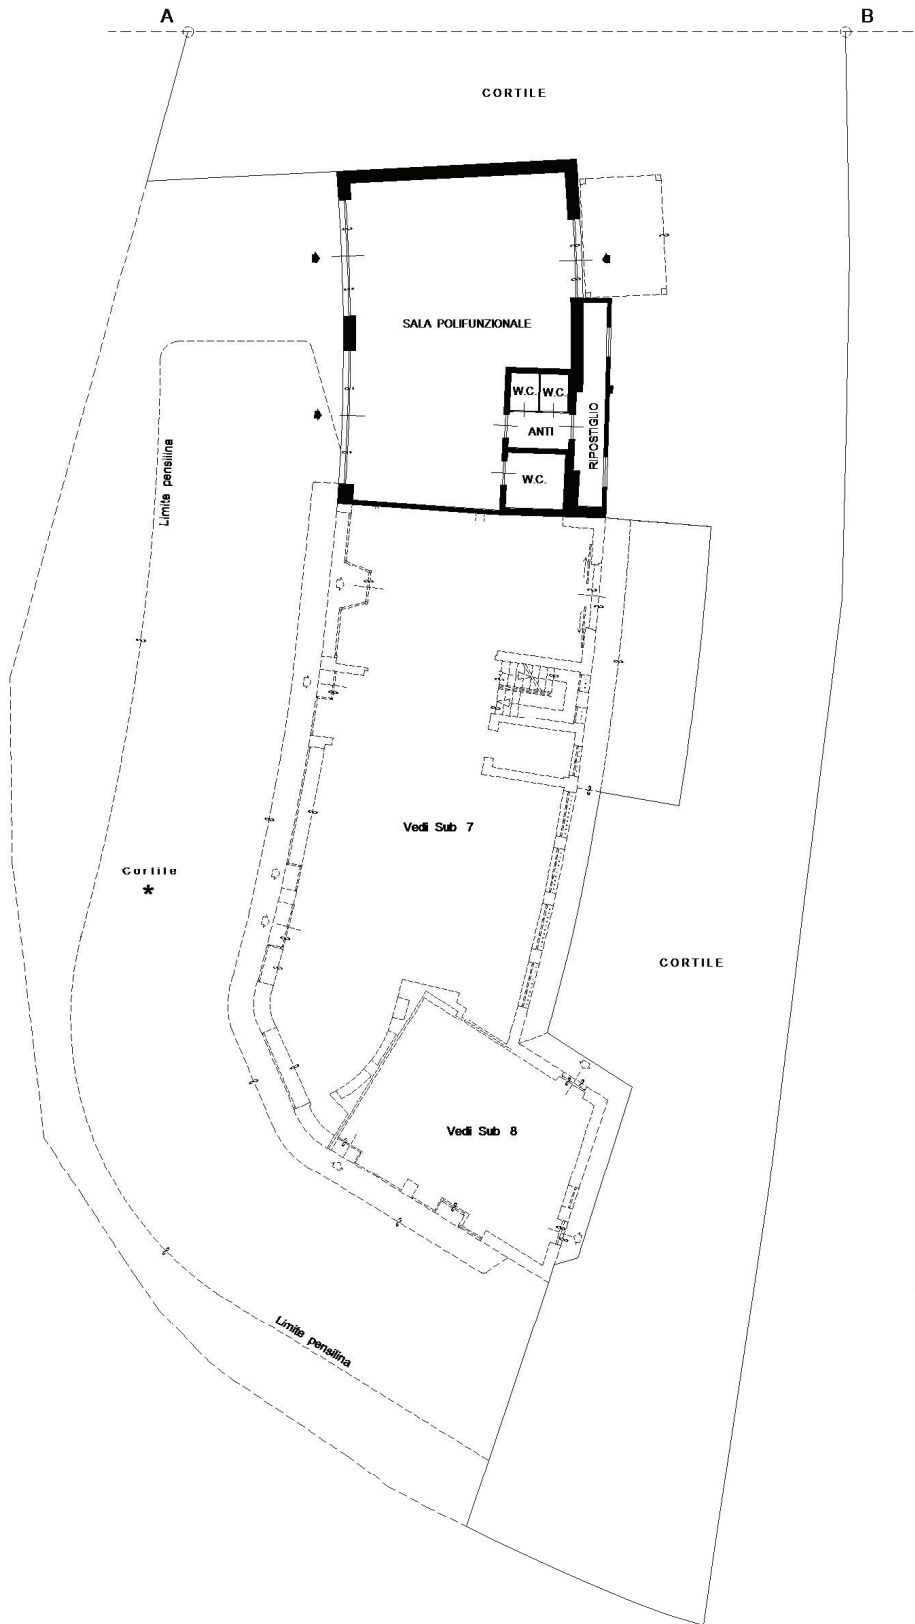 A
B
CORTILE
SALA POLIFUNZIONALE
W.C.
W.C.
ANTI
RIPOSTIGLIO
W.C.
Limite pensilina
Vedi Sub 7
Cortile
*
CORTILE
Vedi Sub 8
Limite pensilina